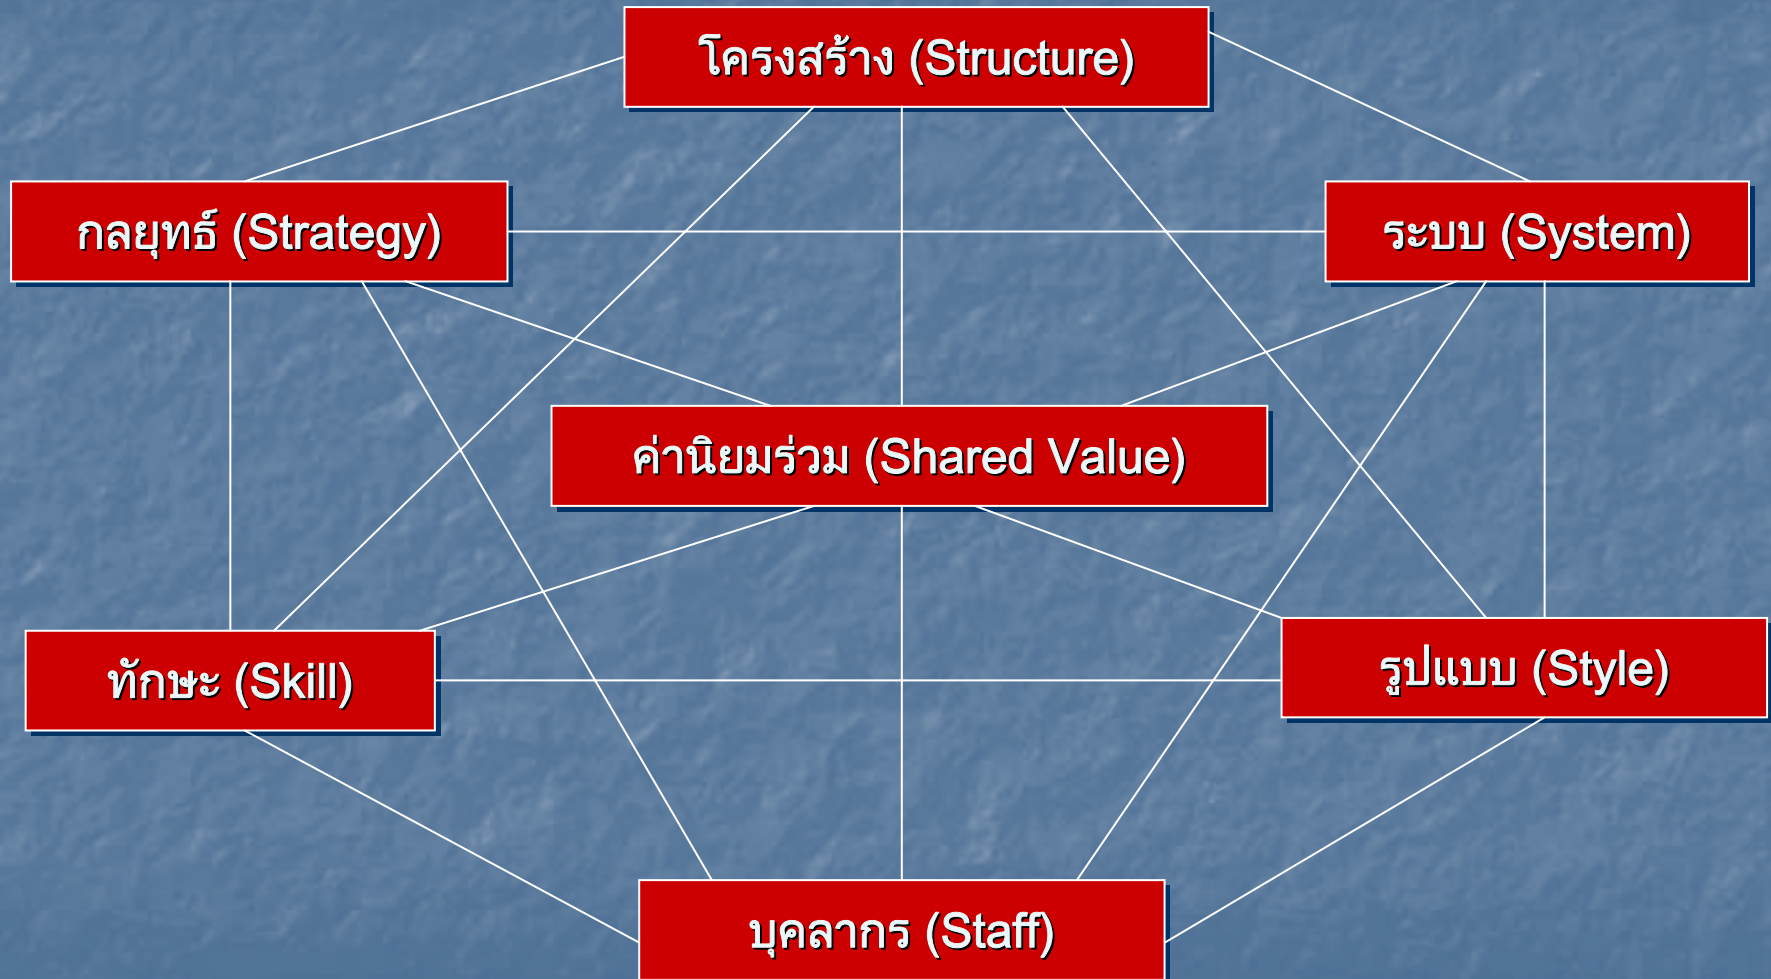 โครงสร้าง (Structure)
กลยุทธ์ (Strategy)
ระบบ (System)
ค่านิยมร่วม (Shared Value)
ทักษะ (Skill)
รูปแบบ (Style)
บุคลากร (Staff)